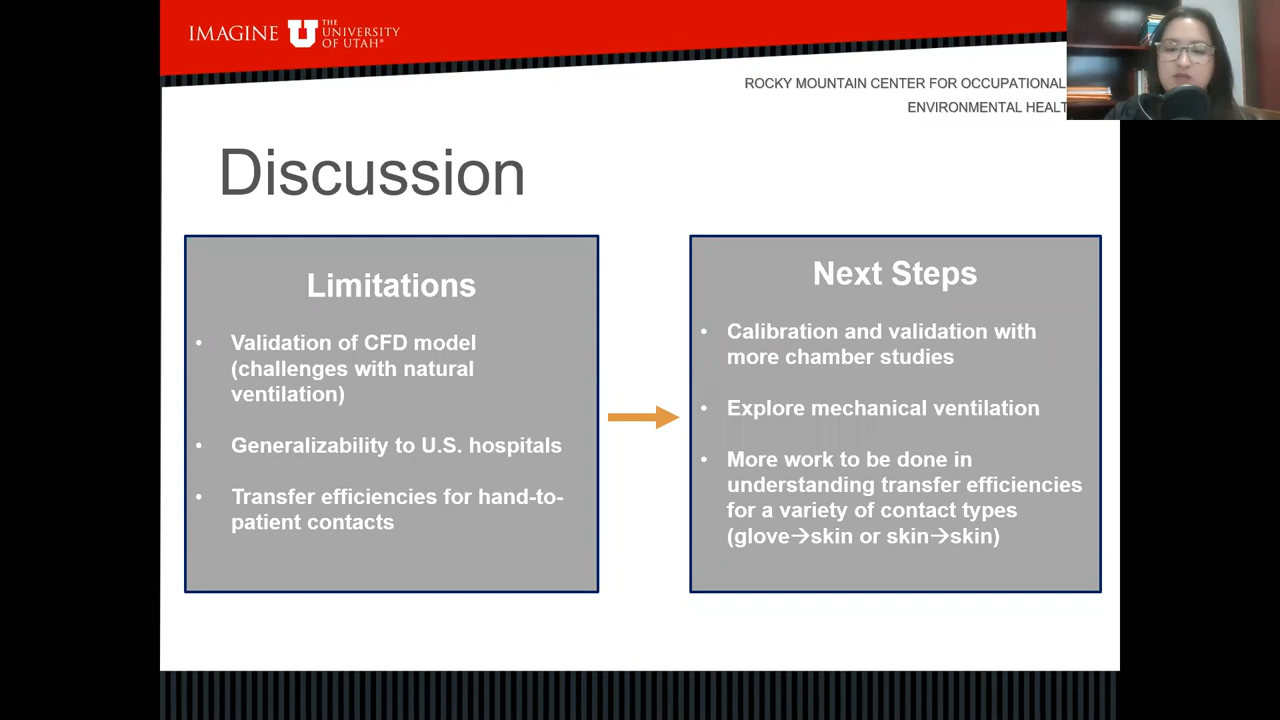 IMAGINE U THE UNIVERSITY OF UTAH®
ROCKY MOUNTAIN CENTER FOR OCCUPATIONAL
ENVIRONMENTAL HEALT
Discussion
Limitations
• Validation of CFD model
(challenges with natural
ventilation)
• Generalizability to U.S. hospitals
• Transfer efficiencies for hand-to-
patient contacts
Next Steps
• Calibration and validation with
more chamber studies
• Explore mechanical ventilation
• More work to be done in
understanding transfer efficiencies
for a variety of contact types
(glove→skin or skin→skin)